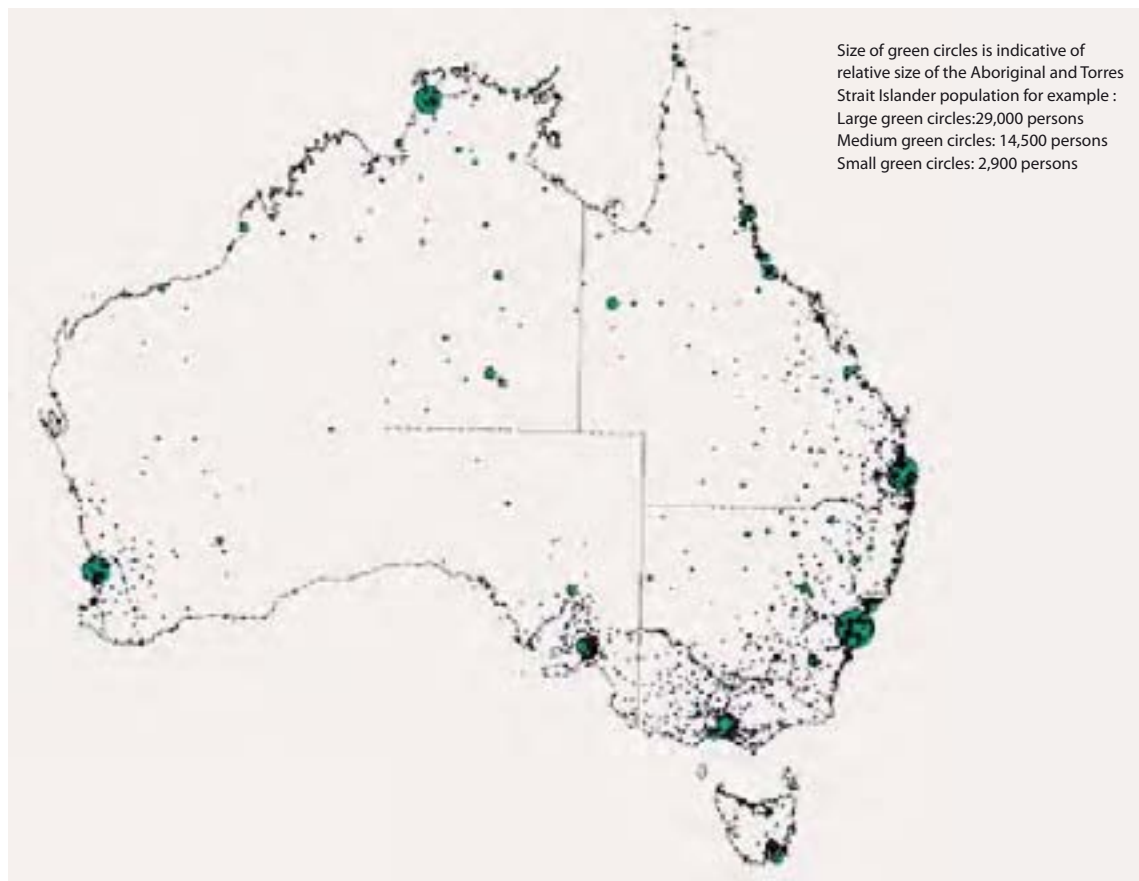 Size of green circles is indicative of
relative size of the Aboriginal and Torres
Strait Islander population for example :
Large green circles:29,000 persons
Medium green circles: 14,500 persons
Small green circles: 2,900 persons